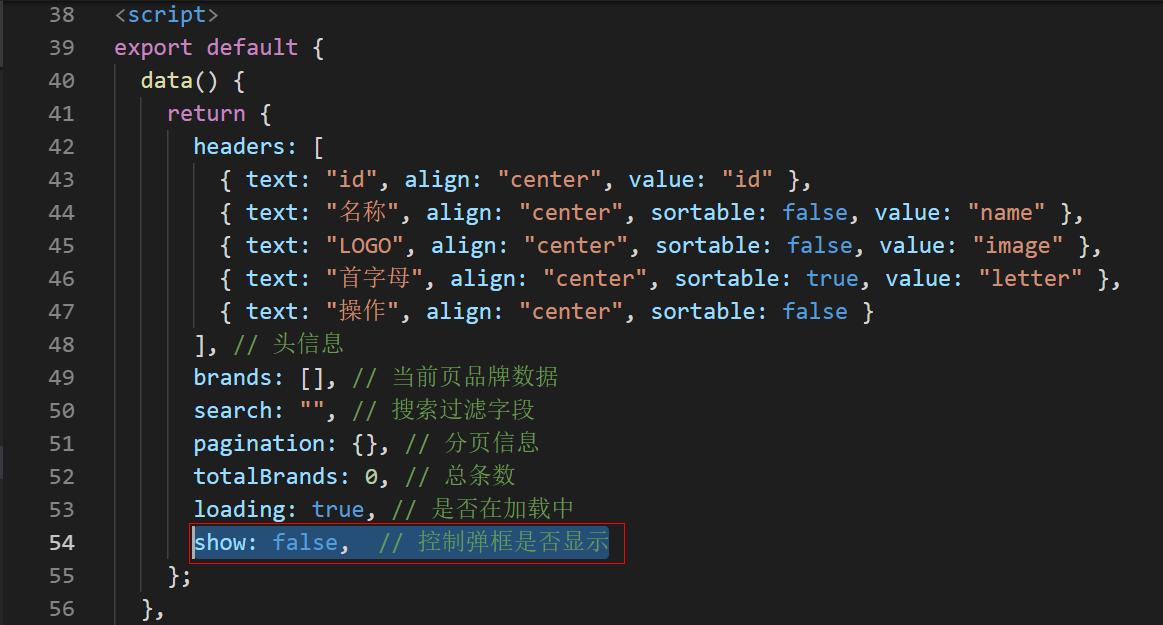 38 <script>
39 export default {
40 data() {
41 return {
42 headers: [
43 { text: "id", align: "center", value: "id" },
44 { text: "名称", align: "center", sortable: false, value: "name" },
45 { text: "LOGO", align: "center", sortable: false, value: "image" },
46 { text: "首字母", align: "center", sortable: true, value: "letter" },
47 { text: "操作", align: "center", sortable: false }
48 ], // 头信息
49 brands: [], // 当前页品牌数据
50 search: "", // 搜索过滤字段
51 pagination: {}, // 分页信息
52 totalBrands: 0, // 总条数
53 loading: true, // 是否在加载中
54 show: false,  // 控制弹框是否显示
55 };
56 },